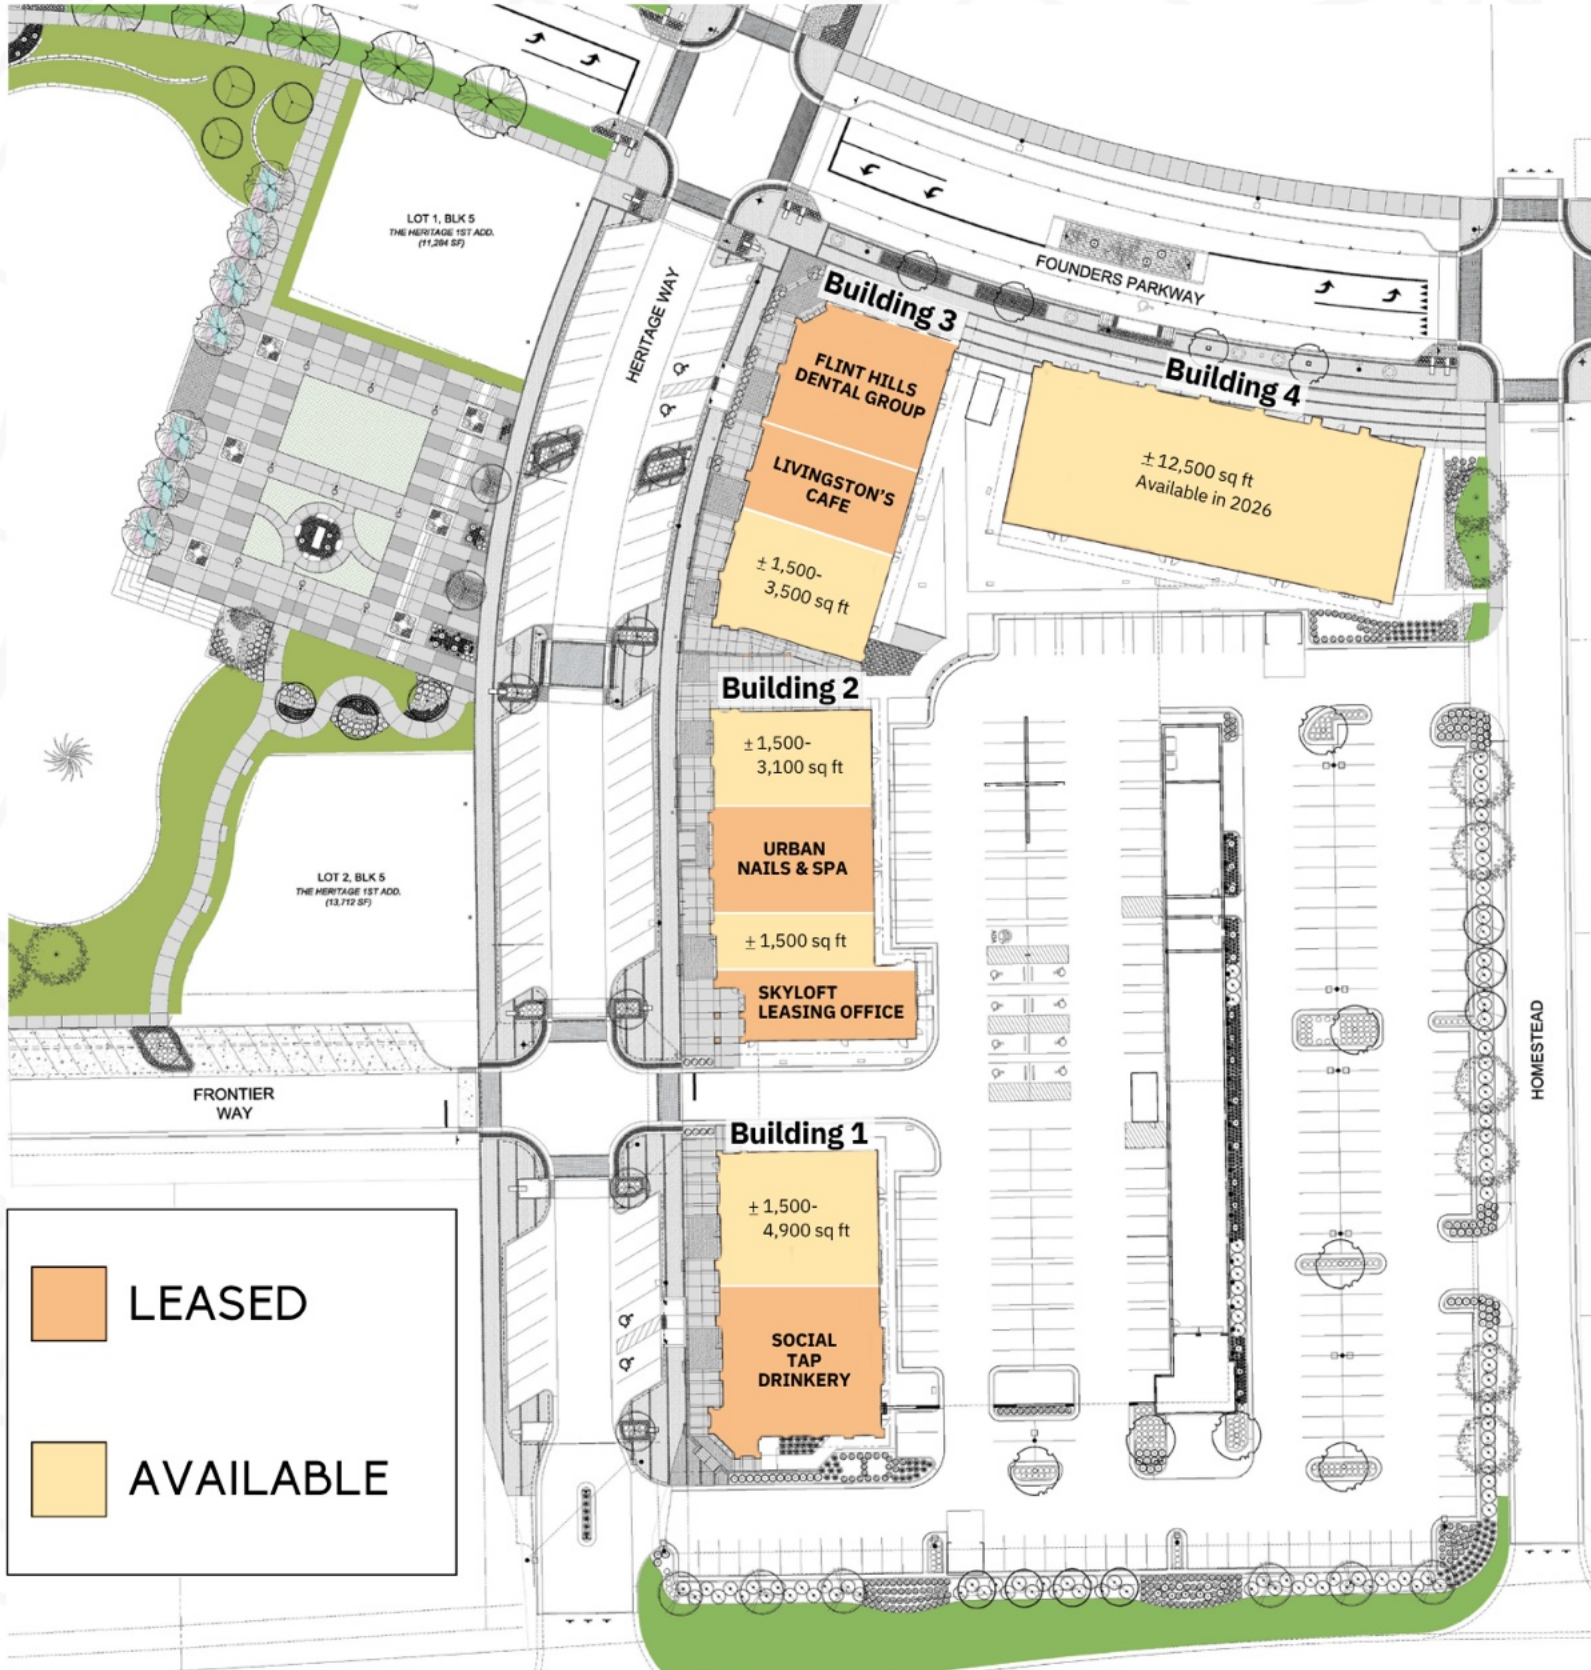 LOT 1, BLK 5
THE HERITAGE 1ST ADD.
(11,284 SF)
HERITAGE WAY
FOUNDERS PARKWAY
Building 3
FLINT HILLS
DENTAL GROUP
LIVINGSTON'S
CAFE
± 1,500-
3,500 sq ft
Building 4
± 12,500 sq ft
Available in 2026
Building 2
± 1,500-
3,100 sq ft
URBAN
NAILS & SPA
± 1,500 sq ft
SKYLOFT
LEASING OFFICE
LOT 2, BLK 5
THE HERITAGE 1ST ADD.
(13,712 SF)
FRONTIER
WAY
HOMESTEAD
Building 1
± 1,500-
4,900 sq ft
SOCIAL
TAP
DRINKERY
LEASED
AVAILABLE